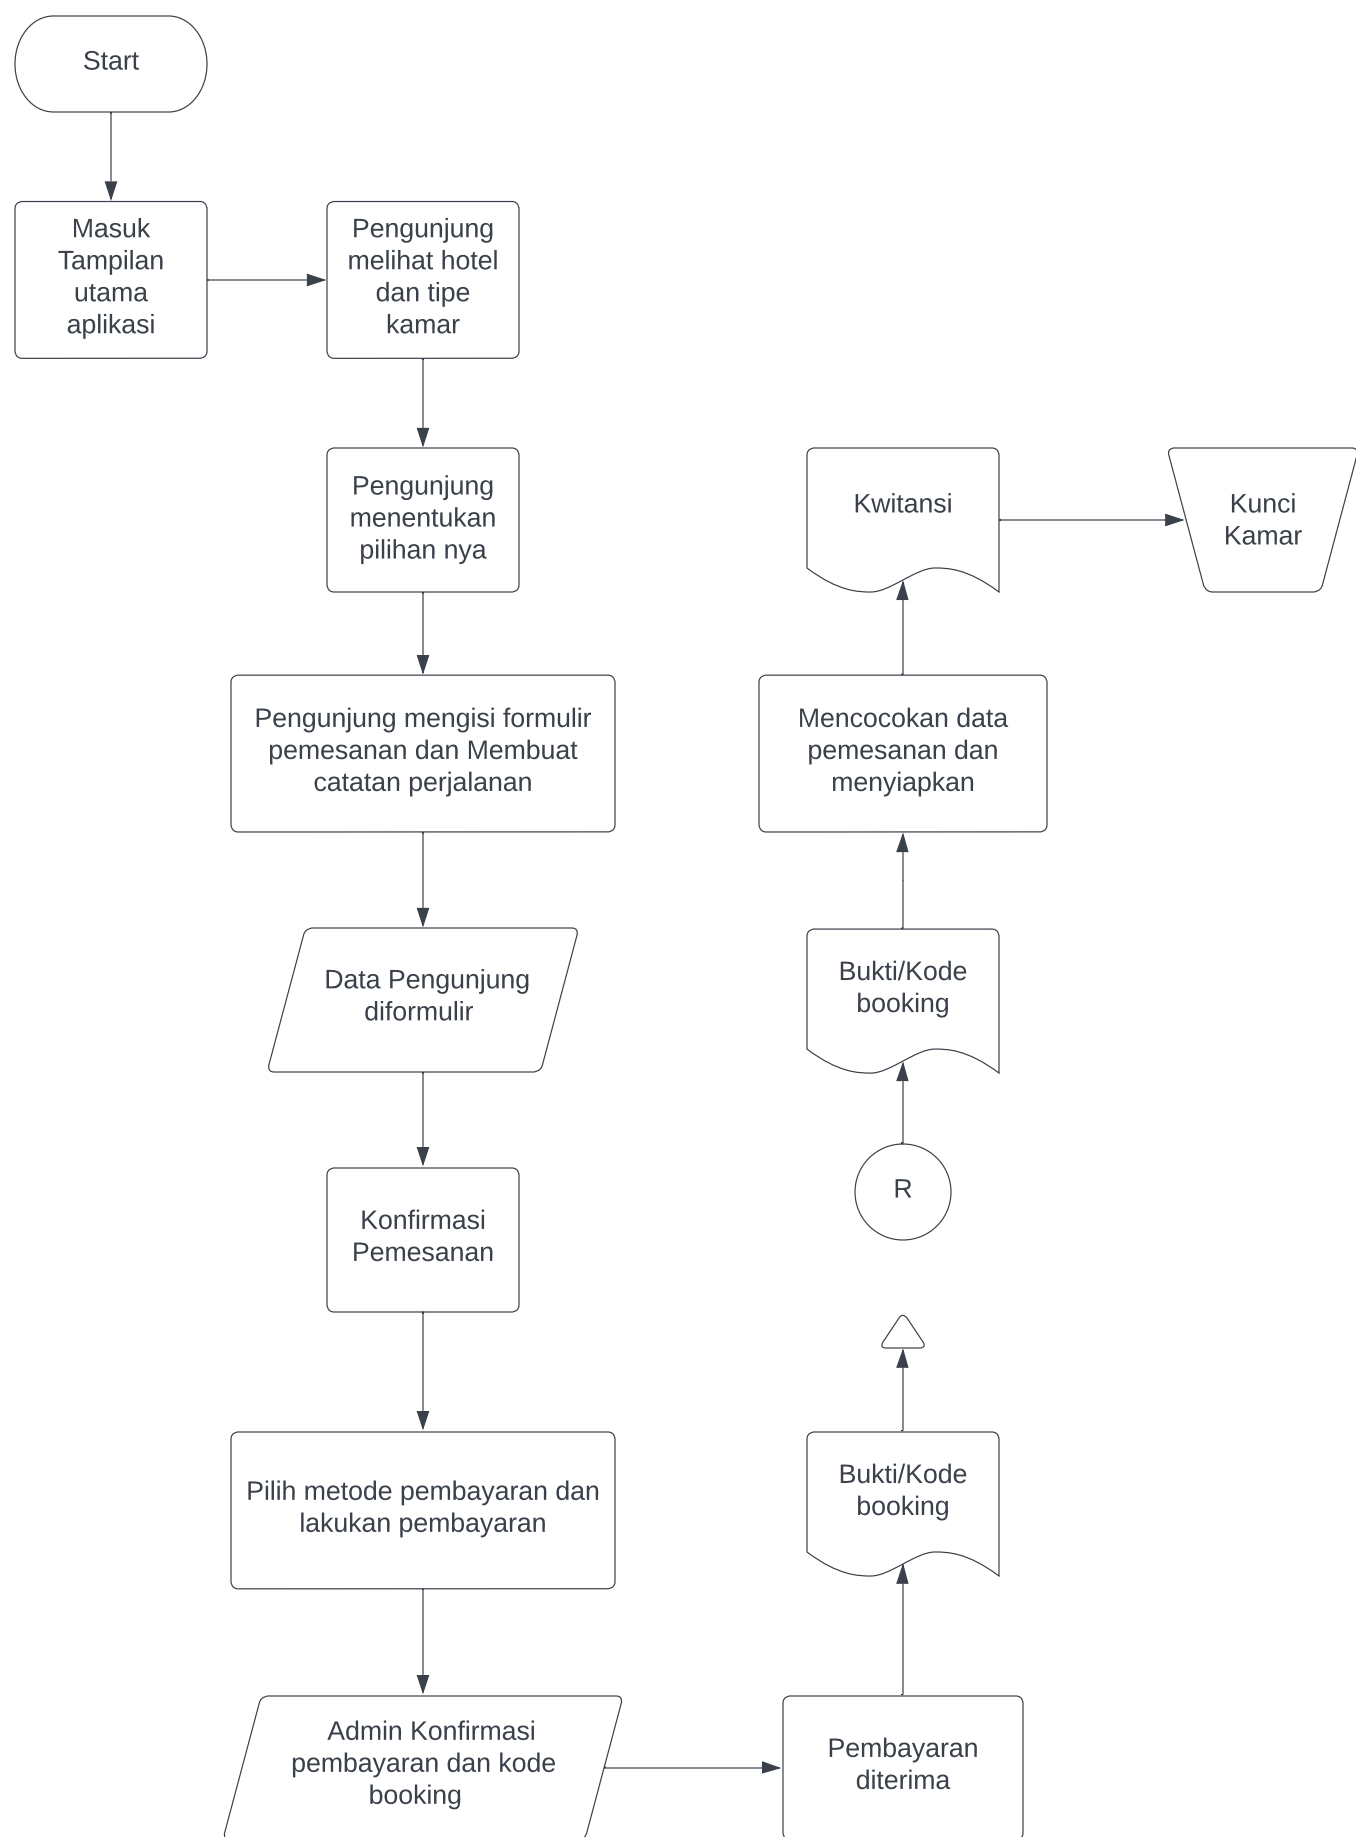 Start
Masuk
Tampilan
utama
aplikasi
Pengunjung
melihat hotel
dan tipe
kamar
Pengunjung
menentukan
pilihan nya
Pengunjung mengisi formulir
pemesanan dan Membuat
catatan perjalanan
Data Pengunjung
diformulir
Konfirmasi
Pemesanan
Pilih metode pembayaran dan
lakukan pembayaran
Admin Konfirmasi
pembayaran dan kode
booking
Pembayaran
diterima
Bukti/Kode
booking
R
Bukti/Kode
booking
Mencocokan data
pemesanan dan
menyiapkan
Kwitansi
Kunci
Kamar